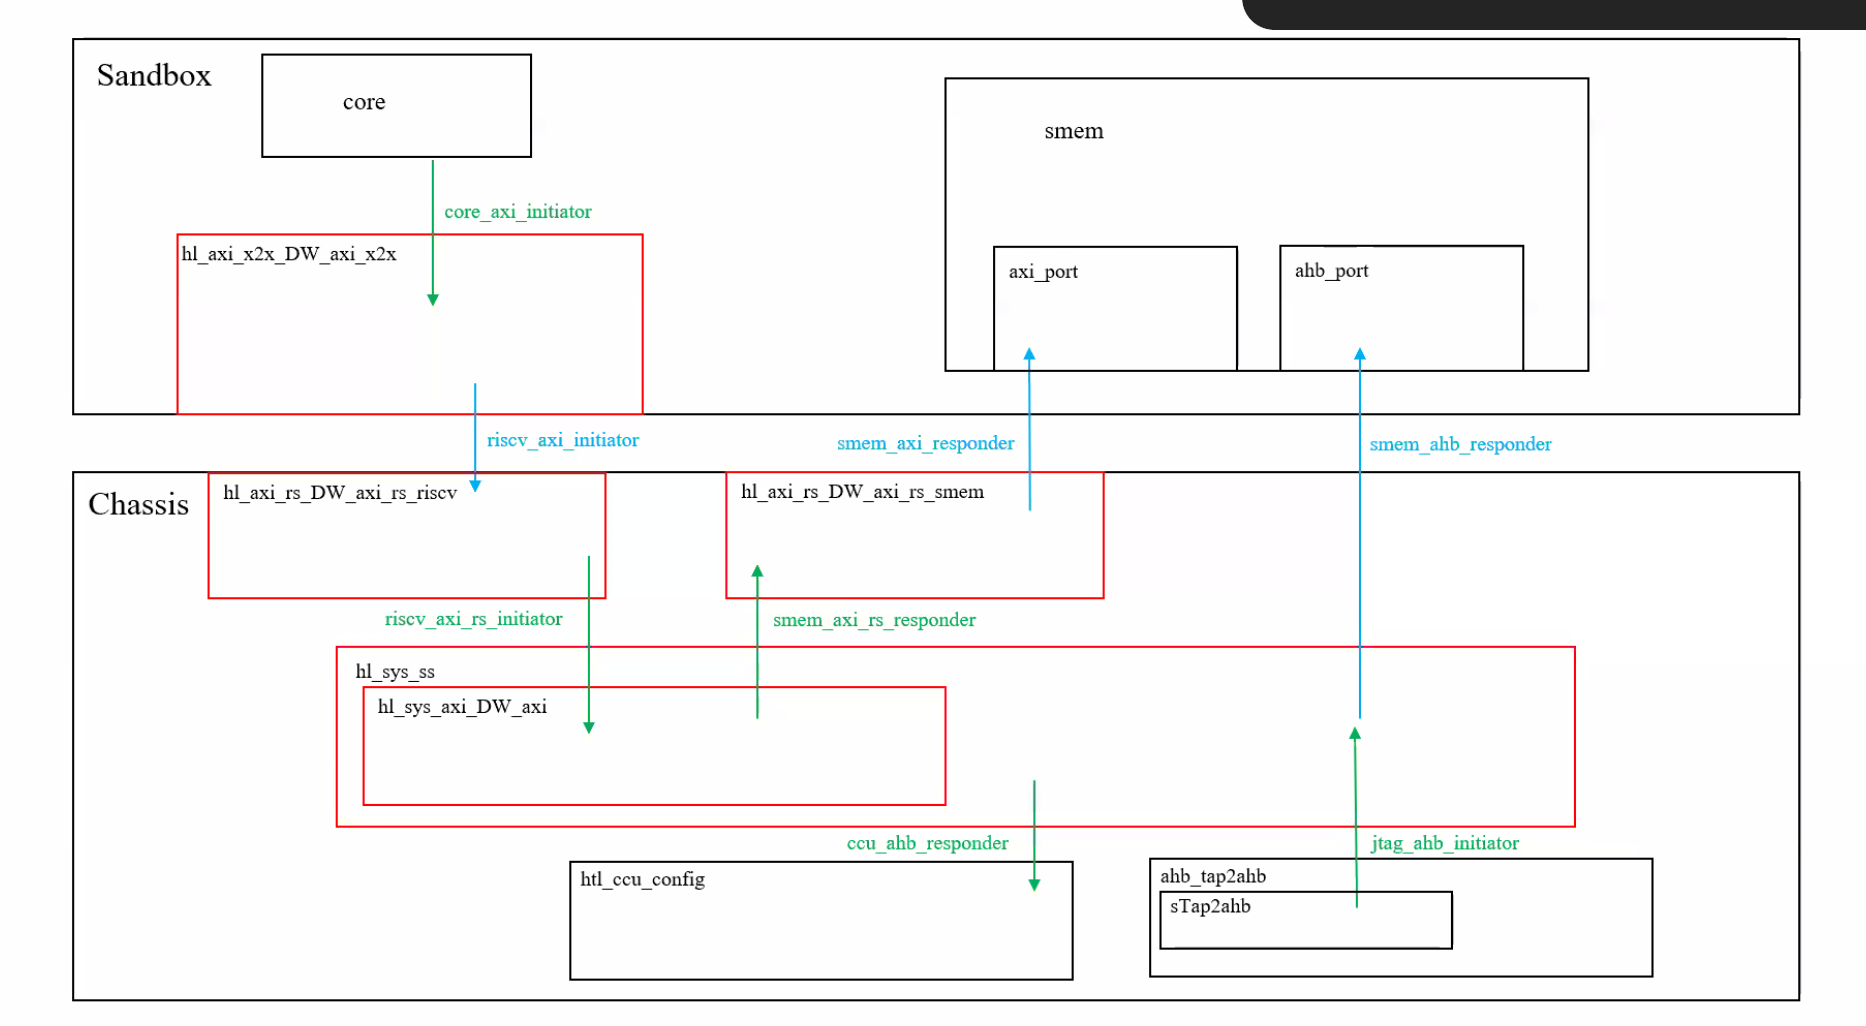 Sandbox
core
smem
core_axi_initiator
hl_axi_x2x_DW_axi_x2x
axi_port
ahb_port
riscv_axi_initiator
smem_axi_responder
smem_ahb_responder
Chassis
hl_axi_rs_DW_axi_rs_riscv
hl_axi_rs_DW_axi_rs_smem
riscv_axi_rs_initiator
smem_axi_rs_responder
hl_sys_ss
hl_sys_axi_DW_axi
ccu_ahb_responder
jtag_ahb_initiator
htl_ccu_config
ahb_tap2ahb
sTap2ahb